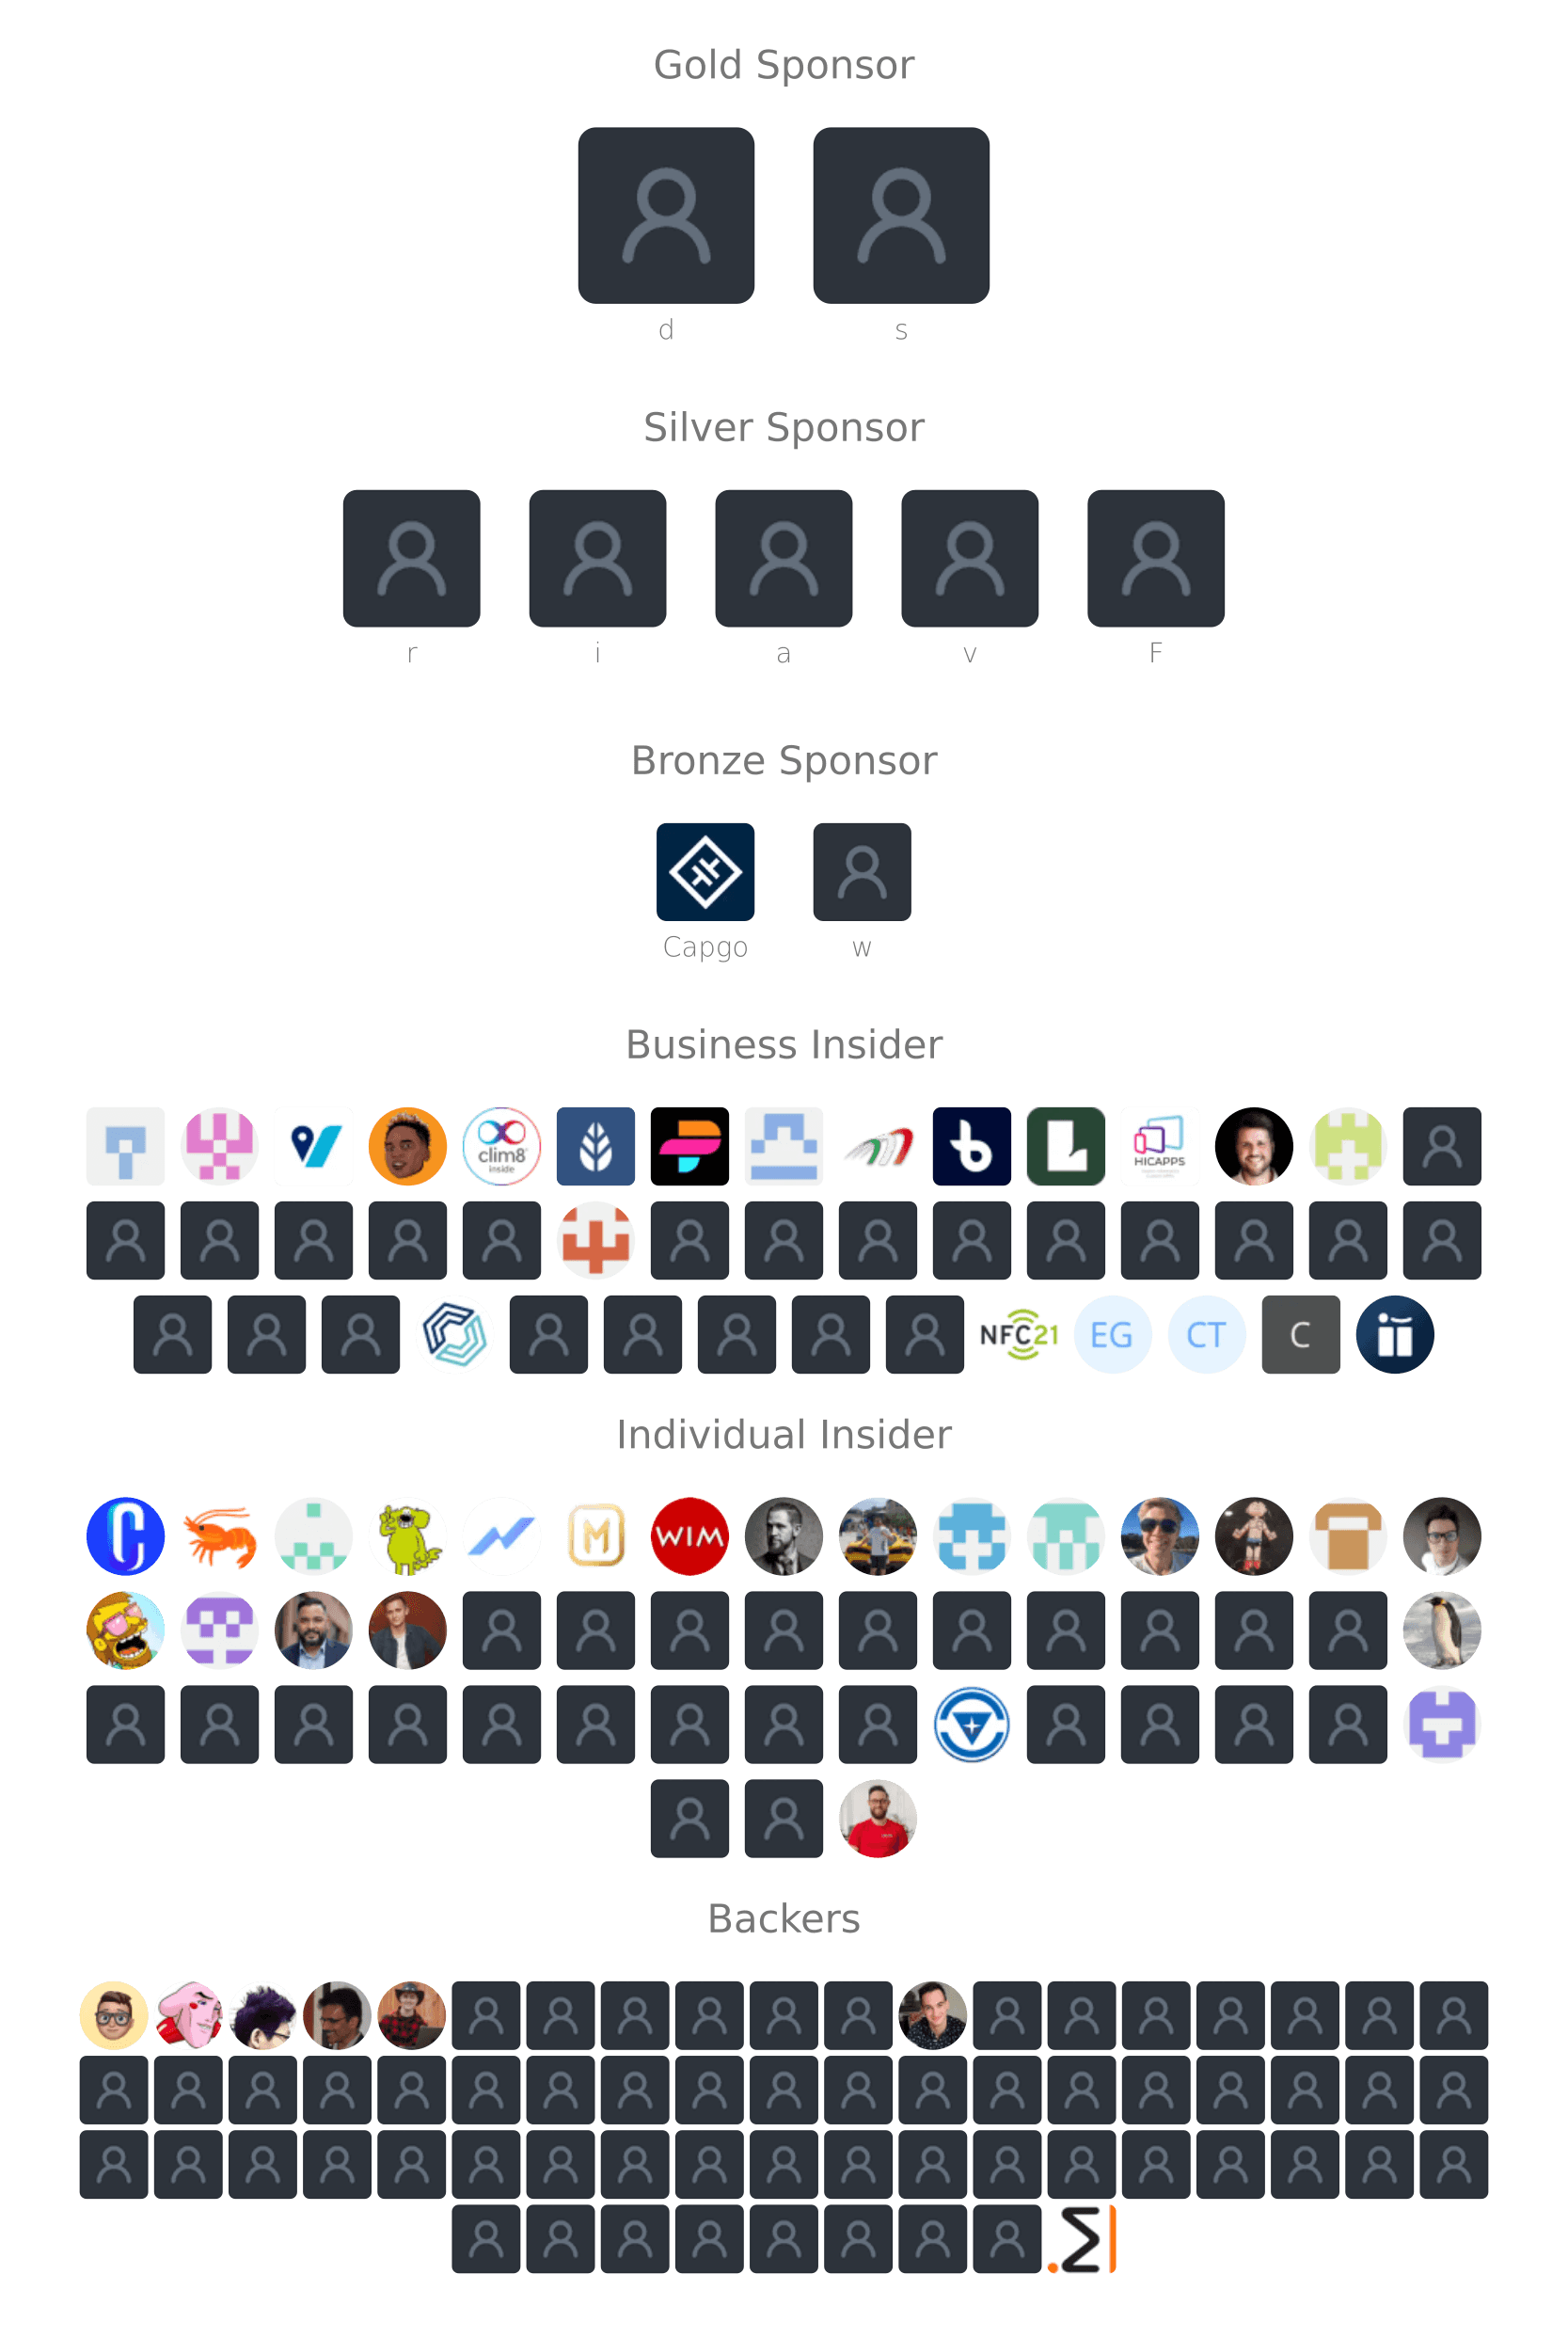 Gold Sponsor
d s
Silver Sponsor
r i a v F
Bronze Sponsor
Capgo w
Business Insider
clim8
inside
HICAPPS
NFC21 EG CT C
Individual Insider
WIM
Backers